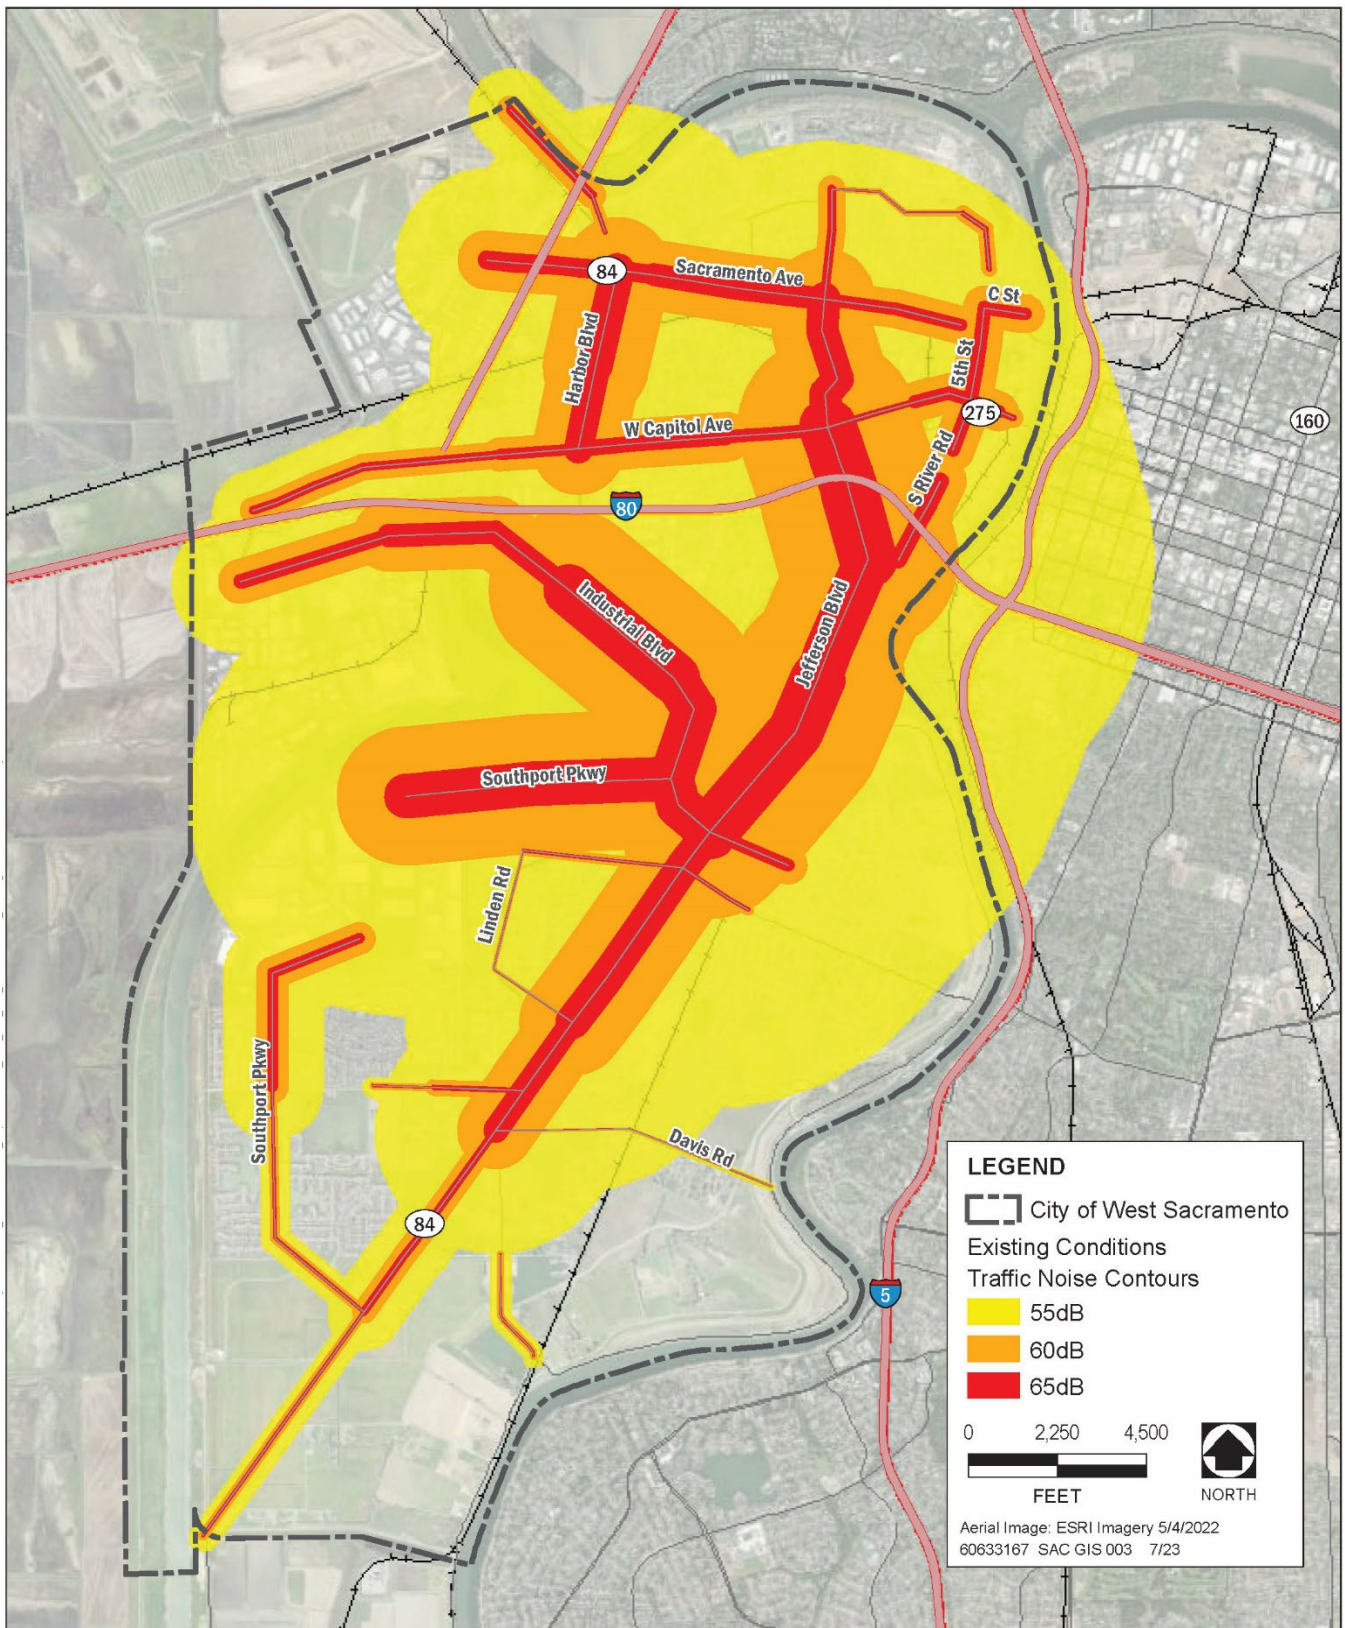 84
Sacramento Ave
C St
Harbor Blvd
5th St
275
160
W Capitol Ave
S River Rd
80
Industrial Blvd
Jefferson Blvd
Southport Pkwy
Linden Rd
Southport Pkwy
Davis Rd
84
5
LEGEND
City of West Sacramento
Existing Conditions
Traffic Noise Contours
55dB
60dB
65dB
0 2,250 4,500
FEET
NORTH
Aerial Image: ESRI Imagery 5/4/2022
60633167 SAC GIS 003 7/23